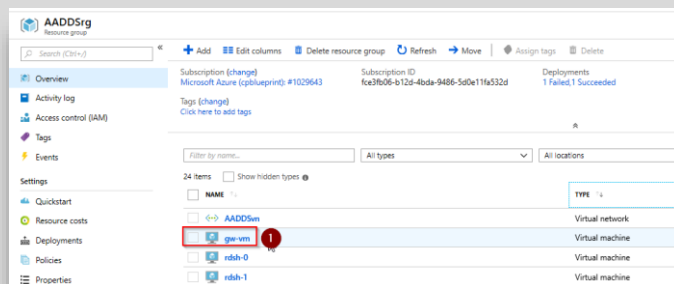 AADDSrg
Resource group
Search (Ctrl+/)
«
Overview
Activity log
Access control (IAM)
Tags
Events
Settings
Quickstart
Resource costs
Deployments
Policies
Properties
Add Edit columns Delete resource group Refresh Move Assign tags Delete
Subscription (change)
Microsoft Azure (cpblueprint): #1029643
Subscription ID
fce3fb06-b12d-4bda-9486-5d0e11fa532d
Deployments
1 Failed,1 Succeeded
Tags (change)
Click here to add tags
Filter by name... All types All locations
24 items Show hidden types
NAME TYPE
AADDSvn Virtual network
gw-vm 1 Virtual machine
rdsh-0 Virtual machine
rdsh-1 Virtual machine